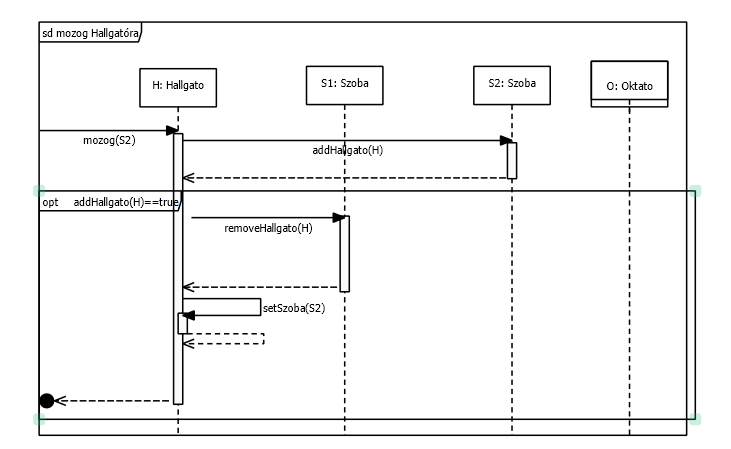 sd mozog Hallgatóra
H: Hallgato
S1: Szoba
S2: Szoba
O: Oktato
mozog(S2)
addHallgato(H)
opt addHallgato(H)==true
removeHallgato(H)
setSzoba(S2)